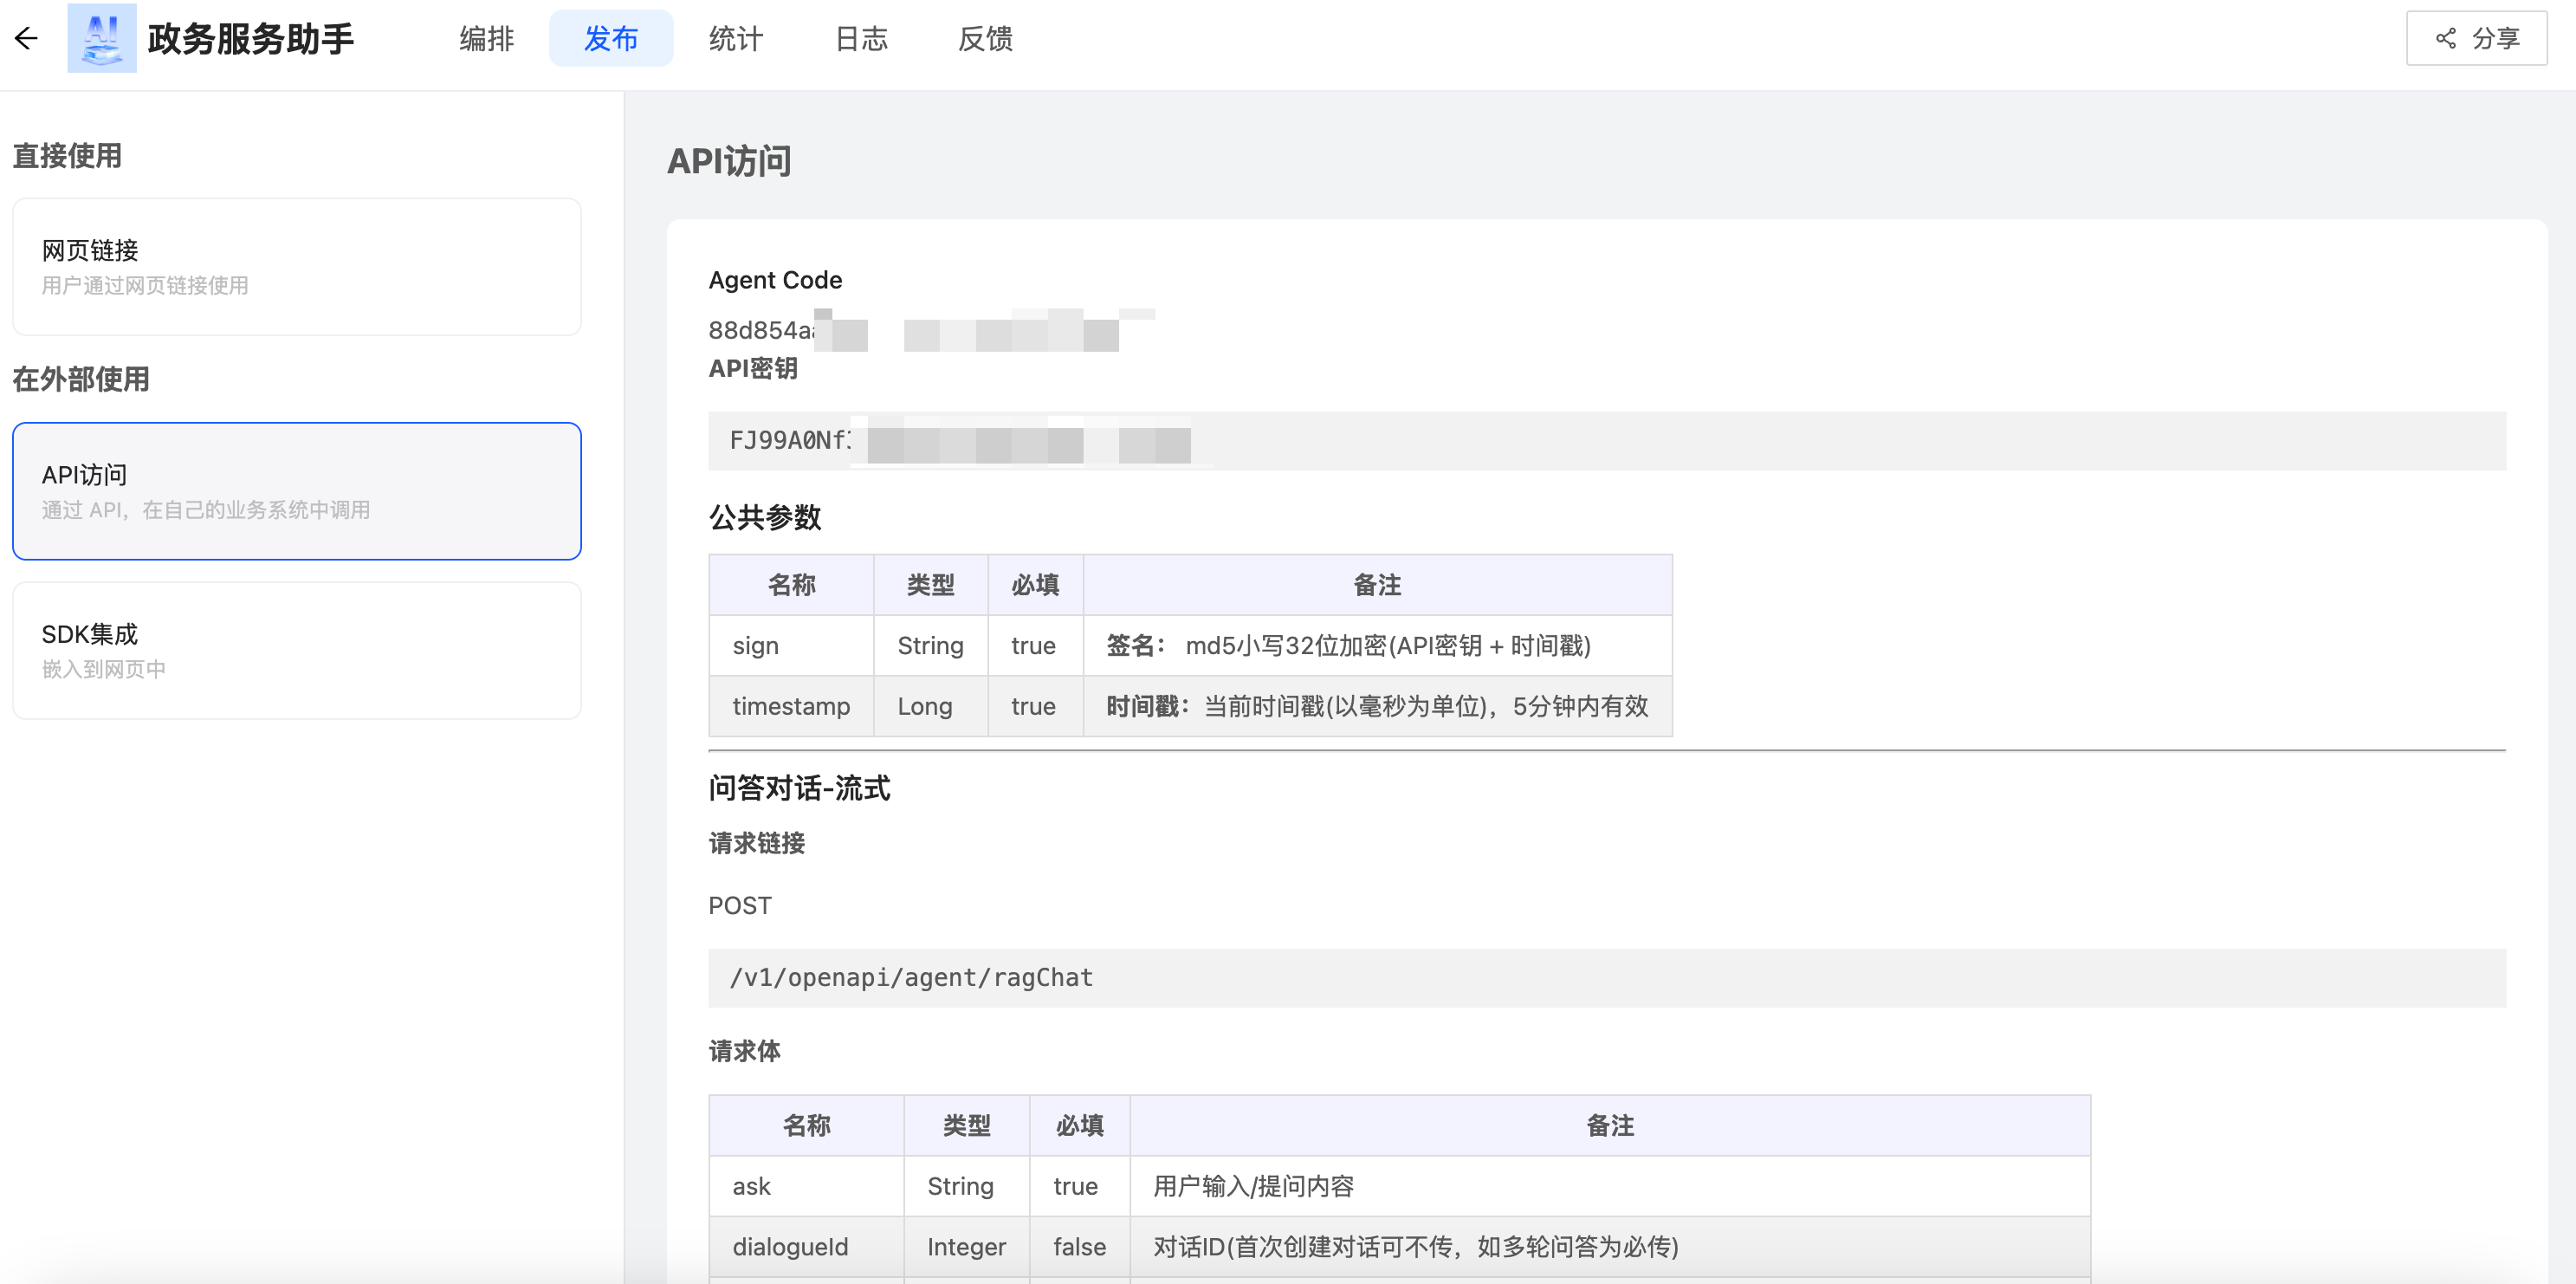 政务服务助手 编排 发布 统计 日志 反馈 分享
直接使用
网页链接
用户通过网页链接使用
在外部使用
API访问
通过 API，在自己的业务系统中调用
SDK集成
嵌入到网页中
API访问
Agent Code
88d854a
API密钥
FJ99A0Nf
公共参数
名称 类型 必填 备注
sign String true 签名： md5小写32位加密(API密钥 + 时间戳)
timestamp Long true 时间戳：当前时间戳(以毫秒为单位)，5分钟内有效
问答对话-流式
请求链接
POST
/v1/openapi/agent/ragChat
请求体
名称 类型 必填 备注
ask String true 用户输入/提问内容
dialogueId Integer false 对话ID(首次创建对话可不传，如多轮问答为必传)